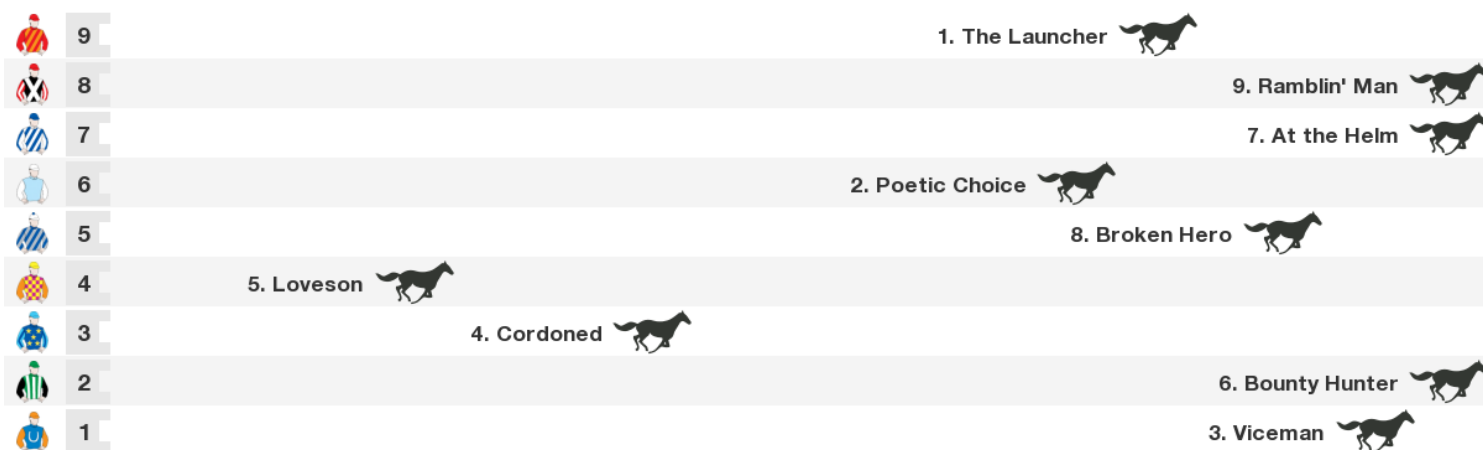 9 1. The Launcher
8 9. Ramblin' Man
7 7. At the Helm
6 2. Poetic Choice
5 8. Broken Hero
4 5. Loveson
3 4. Cordoned
2 6. Bounty Hunter
1 3. Viceman